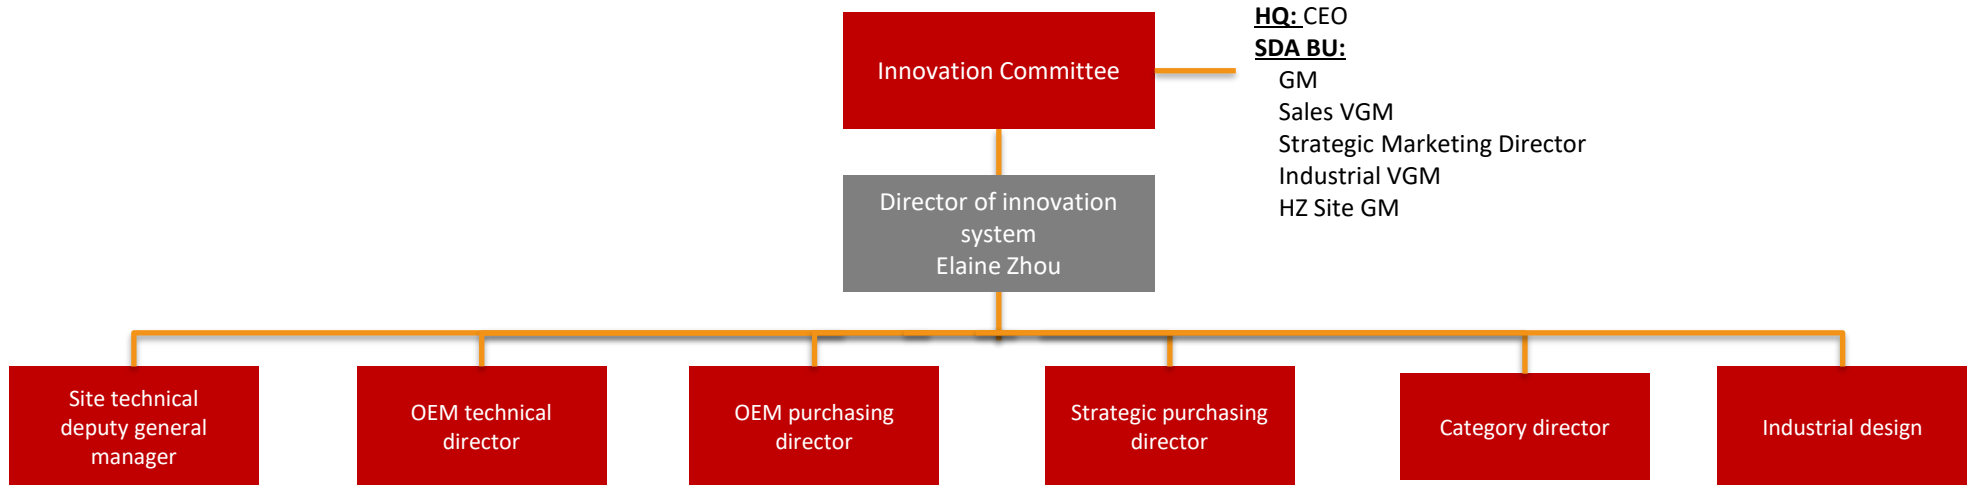 Innovation Committee
HQ: CEO
SDA BU:
GM
Sales VGM
Strategic Marketing Director
Industrial VGM
HZ Site GM
Director of innovation
system
Elaine Zhou
Site technical
deputy general
manager
OEM technical
director
OEM purchasing
director
Strategic purchasing
director
Category director
Industrial design